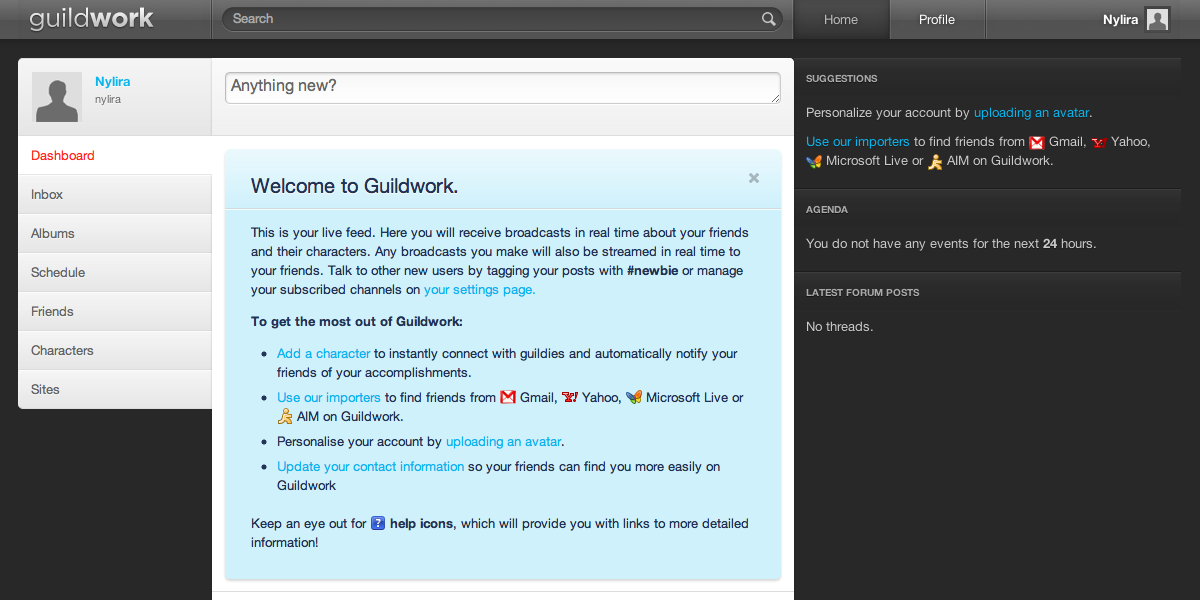 guildwork
Search
Home
Profile
Nylira
Nylira
nylira
Dashboard
Inbox
Albums
Schedule
Friends
Characters
Sites
Anything new?
Welcome to Guildwork.
×
This is your live feed. Here you will receive broadcasts in real time about your friends
and their characters. Any broadcasts you make will also be streamed in real time to
your friends. Talk to other new users by tagging your posts with #newbie or manage
your subscribed channels on your settings page.
To get the most out of Guildwork:
• Add a character to instantly connect with guildies and automatically notify your
friends of your accomplishments.
• Use our importers to find friends from Gmail, Yahoo, Microsoft Live or
AIM on Guildwork.
• Personalise your account by uploading an avatar.
• Update your contact information so your friends can find you more easily on
Guildwork
Keep an eye out for ? help icons, which will provide you with links to more detailed
information!
SUGGESTIONS
Personalize your account by uploading an avatar.
Use our importers to find friends from Gmail, Yahoo,
Microsoft Live or AIM on Guildwork.
AGENDA
You do not have any events for the next 24 hours.
LATEST FORUM POSTS
No threads.